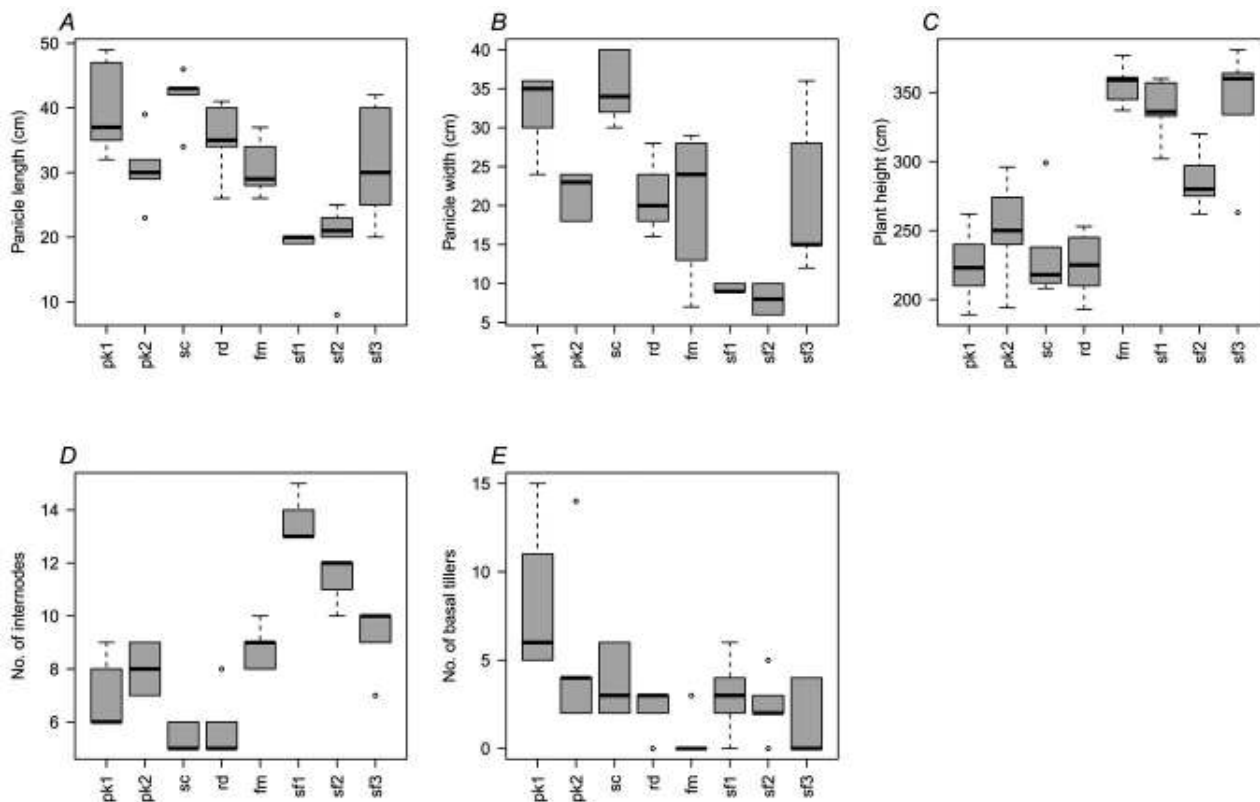 A
Panicle length (cm)
50
40
30
20
10
pk1 pk2 sc rd fm sf1 sf2 sf3
B
Panicle width (cm)
40
35
30
25
20
15
10
5
pk1 pk2 sc rd fm sf1 sf2 sf3
C
Plant height (cm)
350
300
250
200
pk1 pk2 sc rd fm sf1 sf2 sf3
D
No. of internodes
14
12
10
8
6
pk1 pk2 sc rd fm sf1 sf2 sf3
E
No. of basal tillers
15
10
5
0
pk1 pk2 sc rd fm sf1 sf2 sf3